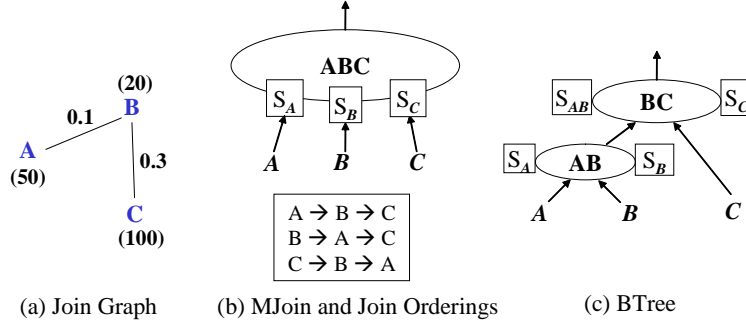 (20)
B
0.1
A
(50)
0.3
C
(100)
(a) Join Graph
ABC
S_A
S_B
S_C
A B C
A → B → C
B → A → C
C → B → A
(b) MJoin and Join Orderings
S_AB BC S_C
S_A AB S_B
A B C
(c) BTree